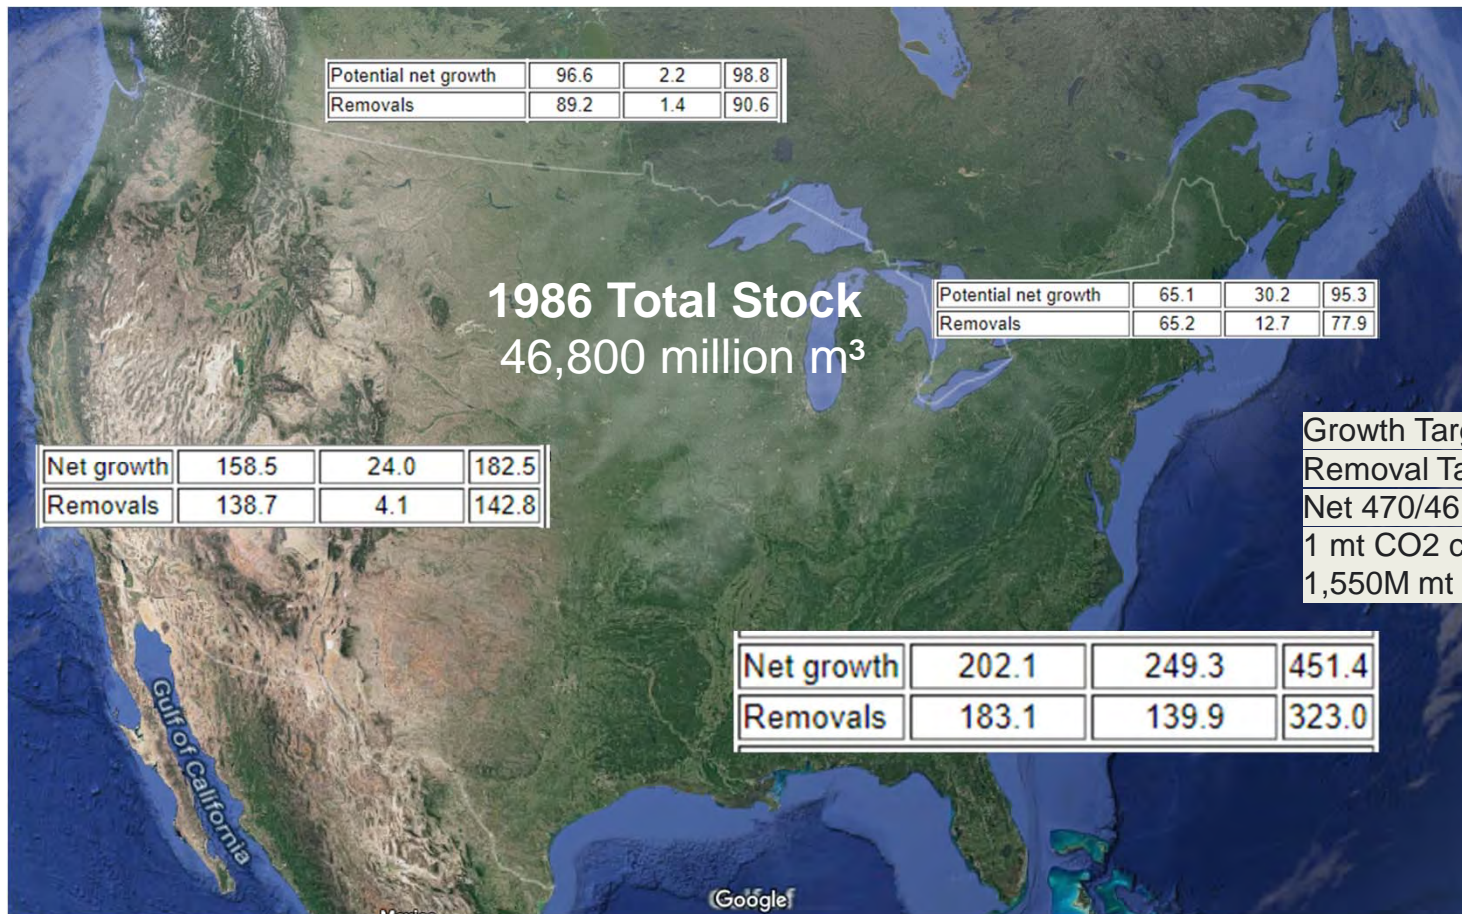 Potential net growth 96.6 2.2 98.8
Removals 89.2 1.4 90.6
1986 Total Stock
46,800 million m³
Potential net growth 65.1 30.2 95.3
Removals 65.2 12.7 77.9
Net growth 158.5 24.0 182.5
Removals 138.7 4.1 142.8
Growth
Removal
Net 470/46
1 mt CO2
1,550M mt
Net growth 202.1 249.3 451.4
Removals 183.1 139.9 323.0
Gulf of California
Google